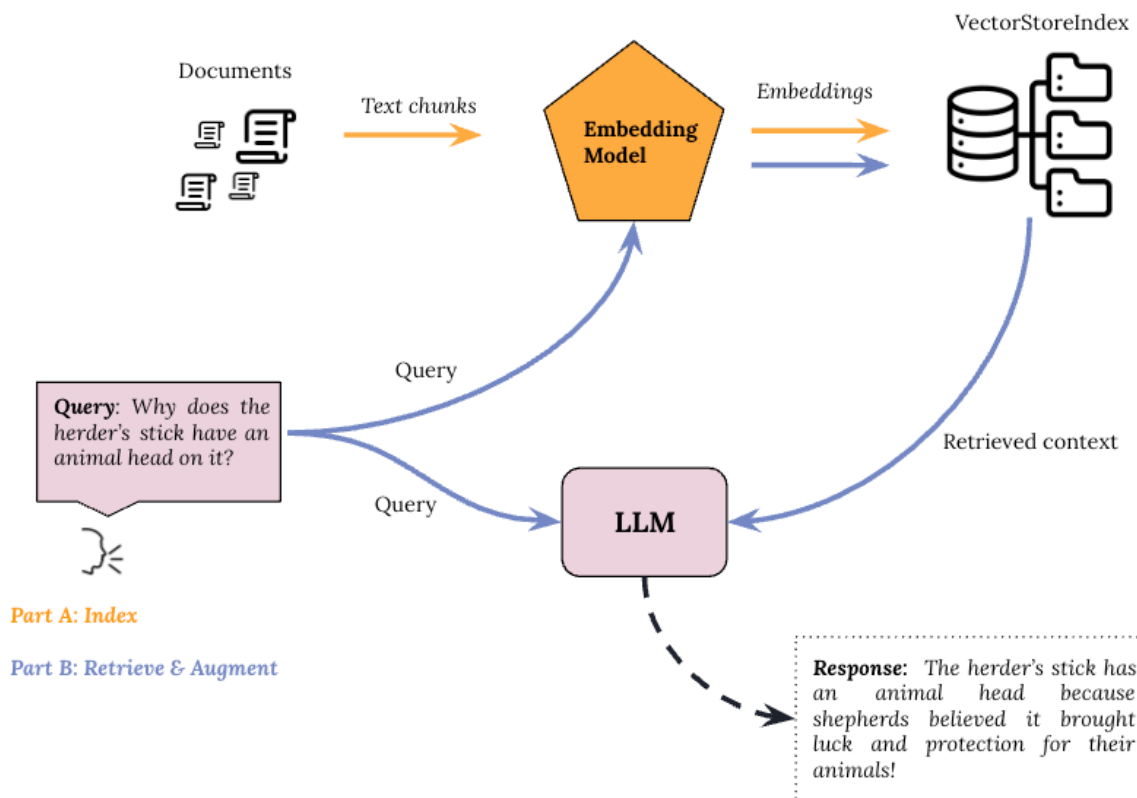 VectorStoreIndex
Documents
Text chunks
Embeddings
Embedding
Model
Query
Query: Why does the
herder's stick have an
animal head on it?
Retrieved context
Query
LLM
Part A: Index
Part B: Retrieve & Augment
Response: The herder's stick has
an animal head because
shepherds believed it brought
luck and protection for their
animals!